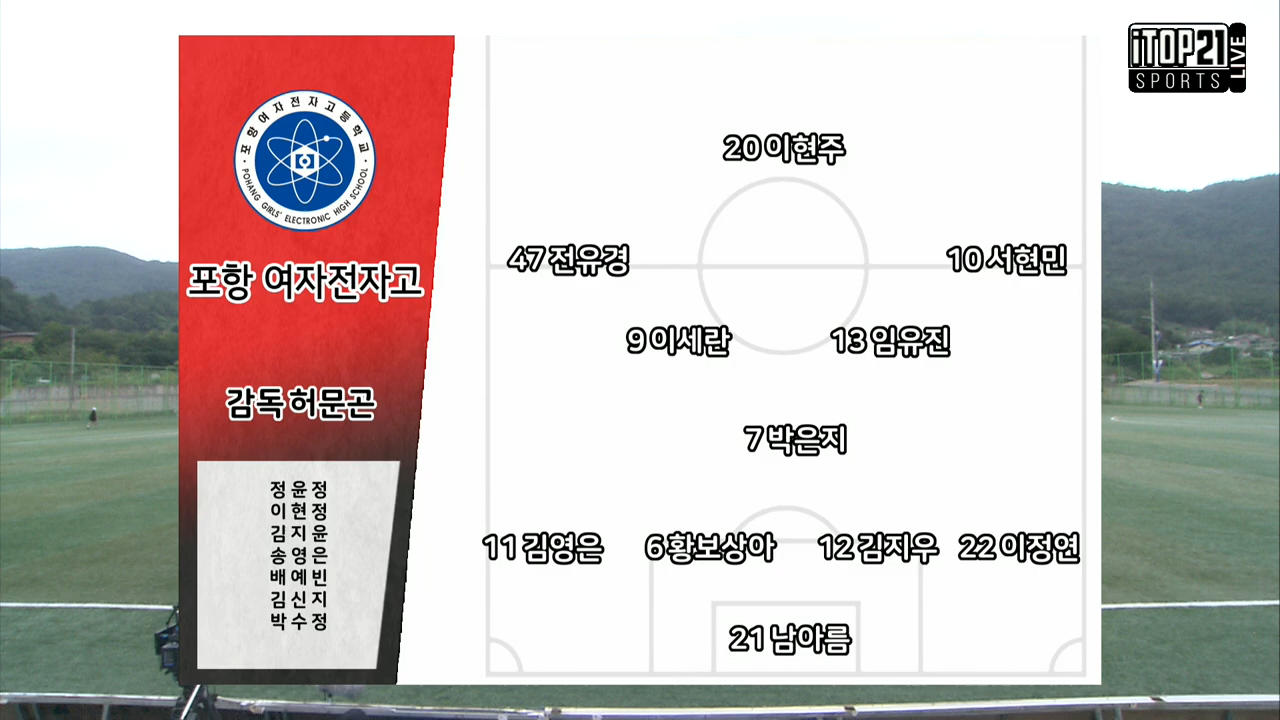 iTOP21
SPORTS
LIVE
포항여자전자고등학교
POHANG GIRLS' ELECTRONIC HIGH SCHOOL
포항 여자전자고
감독 허문곤
정윤정
이현정
김지윤
송영은
배예빈
김신지
박수정
20 이현주
47 전유경
10 서현민
9 이세란
13 임유진
7 박은지
11 김영은
6 황보상아
12 김지우
22 이정연
21 남아름